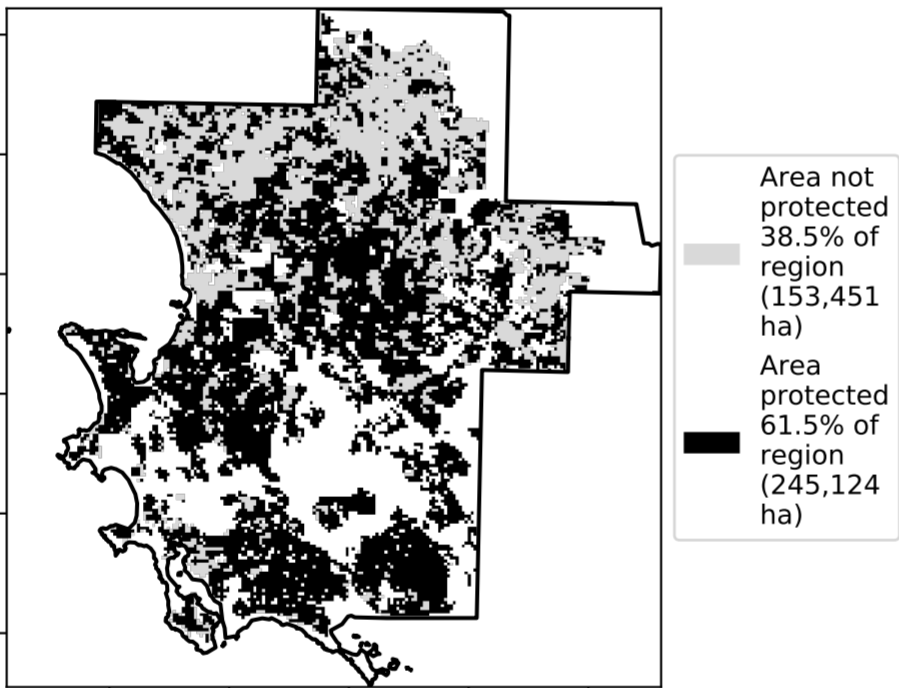 Area not
protected
38.5% of
region
(153,451
ha)
Area
protected
61.5% of
region
(245,124
ha)